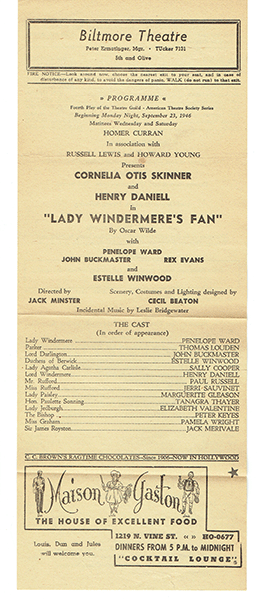 Biltmore Theatre
Peter Ermatinger, Mgr. - TUcker 7151
5th and Olive
FIRE NOTICE—Look around now, choose the nearest exit to your seat, and in case of
disturbance of any kind, to avoid the dangers of panic, WALK (do not run) to that exit.
» PROGRAMME «
Fourth Play of the Theatre Guild - American Theatre Society Series
Beginning Monday Night, September 23, 1946
Matinees Wednesday and Saturday
HOMER CURRAN
In association with
RUSSELL LEWIS and HOWARD YOUNG
Presents
CORNELIA OTIS SKINNER
and
HENRY DANIELL
in
"LADY WINDERMERE'S FAN"
By Oscar Wilde
with
PENELOPE WARD
JOHN BUCKMASTER REX EVANS
and
ESTELLE WINWOOD
Directed by Scenery, Costumes and Lighting designed by
JACK MINSTER CECIL BEATON
Incidental Music by Leslie Bridgewater
THE CAST
(In order of appearance)
Lady Windermere PENELOPE WARD
Parker THOMAS LOUDEN
Lord Darlington JOHN BUCKMASTER
Duchess of Berwick ESTELLE WINWOOD
Lady Agatha Carlisle SALLY COOPER
Lord Windermere HENRY DANIELL
Mr. Rufford PAUL RUSSELL
Miss Rufford JERRI SAUVINET
Lady Paisley MARGUERITE GLEASON
Hon. Paulette Sonning TANAGRA THAYER
Lady Jedburgh ELIZABETH VALENTINE
The Bishop PETER KEYES
Miss Graham PAMELA WRIGHT
Sir James Royston JACK MERIVALE
C. C. BROWN'S RAGTIME CHOCOLATES—Since 1906—NOW IN HOLLYWOOD
Maison Gaston
THE HOUSE OF EXCELLENT FOOD
Louis, Dan and Jules
will welcome you.
1219 N. VINE ST. HO-0677
DINNERS FROM 5 P.M. TO MIDNIGHT
"COCKTAIL LOUNGE"